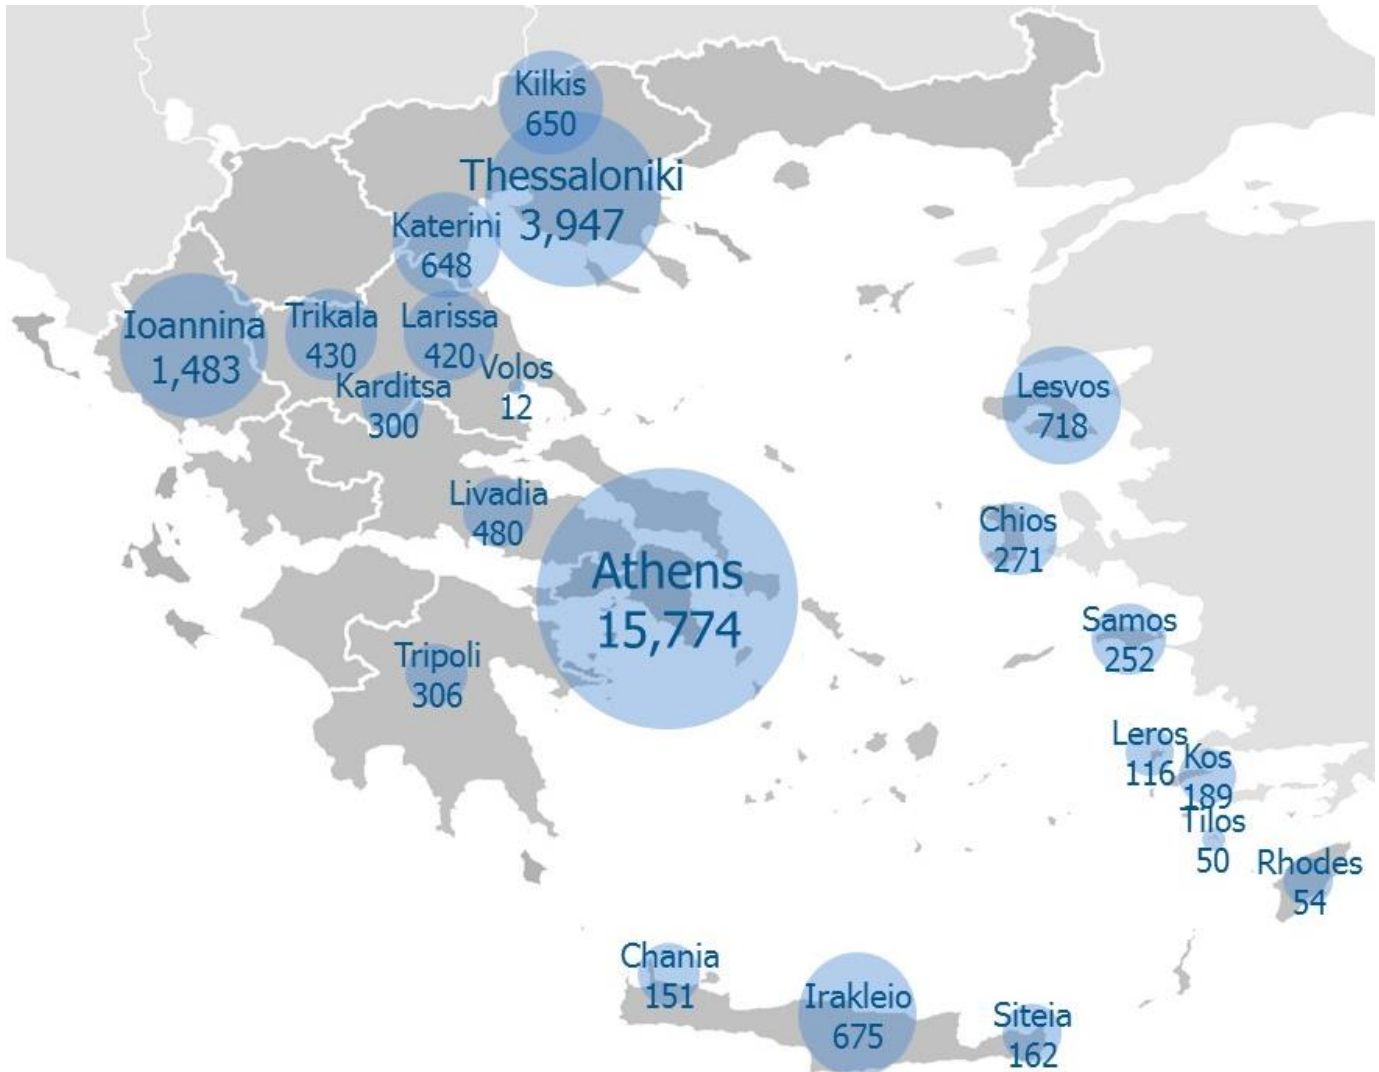 Kilkis
650
Thessaloniki
3,947
Katerini
648
Ioannina
1,483
Trikala
430
Larissa
420
Volos
12
Karditsa
300
Lesvos
718
Livadia
480
Chios
271
Athens
15,774
Samos
252
Tripoli
306
Leros
116
Kos
189
Tilos
50
Rhodes
54
Chania
151
Irakleio
675
Siteia
162